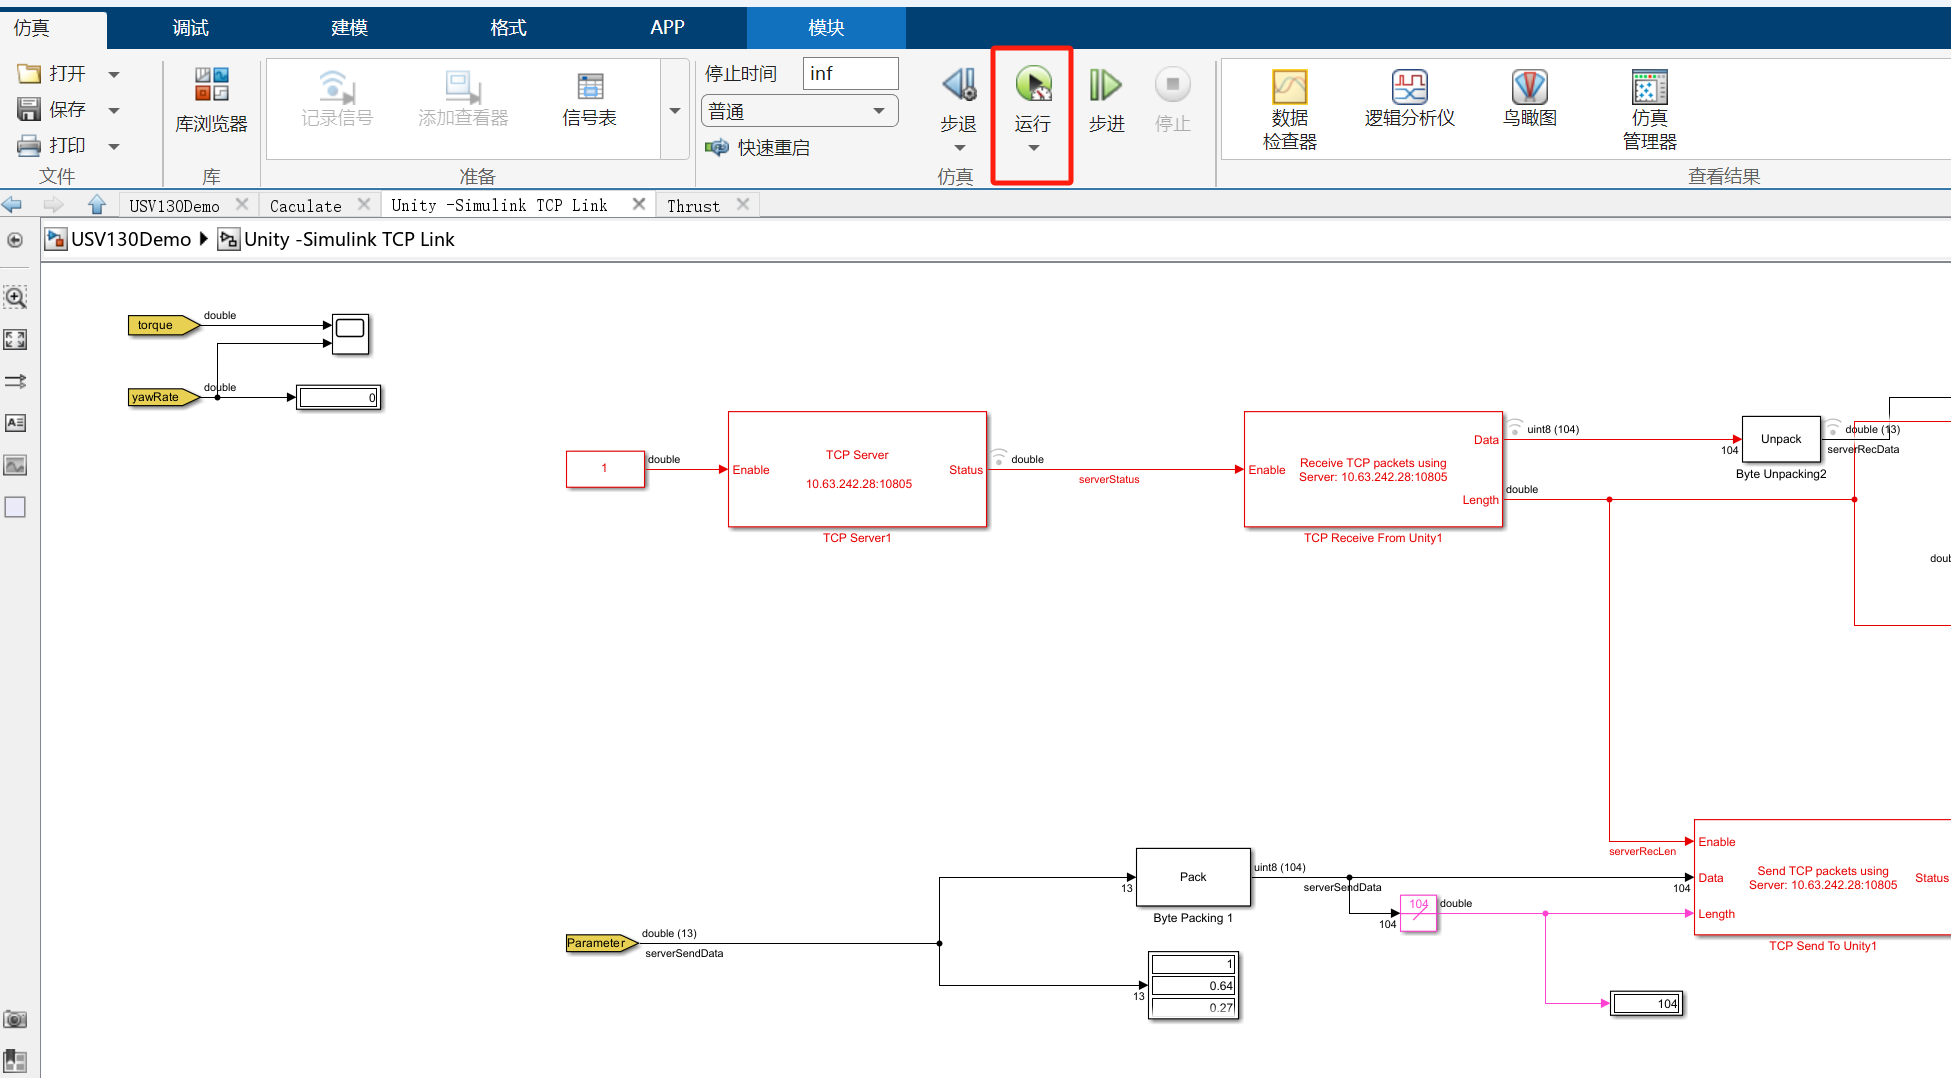 仿真 调试 建模 格式 APP 模块
打开
保存
打印
文件
库浏览器
库
记录信号
添加查看器
信号表
准备
停止时间 inf
普通
快速重启
步退
运行
步进
停止
仿真
数据
检查器
逻辑分析仪
鸟瞰图
仿真
管理器
查看结果
USV130Demo Caculate Unity -Simulink TCP Link Thrust
USV130Demo Unity -Simulink TCP Link
torque
double
yawRate
double
0
1
double
Enable
TCP Server
10.63.242.28:10805
Status
TCP Server1
double
serverStatus
Enable
Receive TCP packets using
Server: 10.63.242.28:10805
Data
Length
TCP Receive From Unity1
uint8 (104)
double
104
Unpack
Byte Unpacking2
double (13)
serverRecData
serverRecLen
Parameter
double (13)
serverSendData
13
Pack
Byte Packing 1
uint8 (104)
serverSendData
13
1
0.64
0.27
104
104
double
104
104
Enable
Data
Length
Send TCP packets using
Server: 10.63.242.28:10805
Status
TCP Send To Unity1